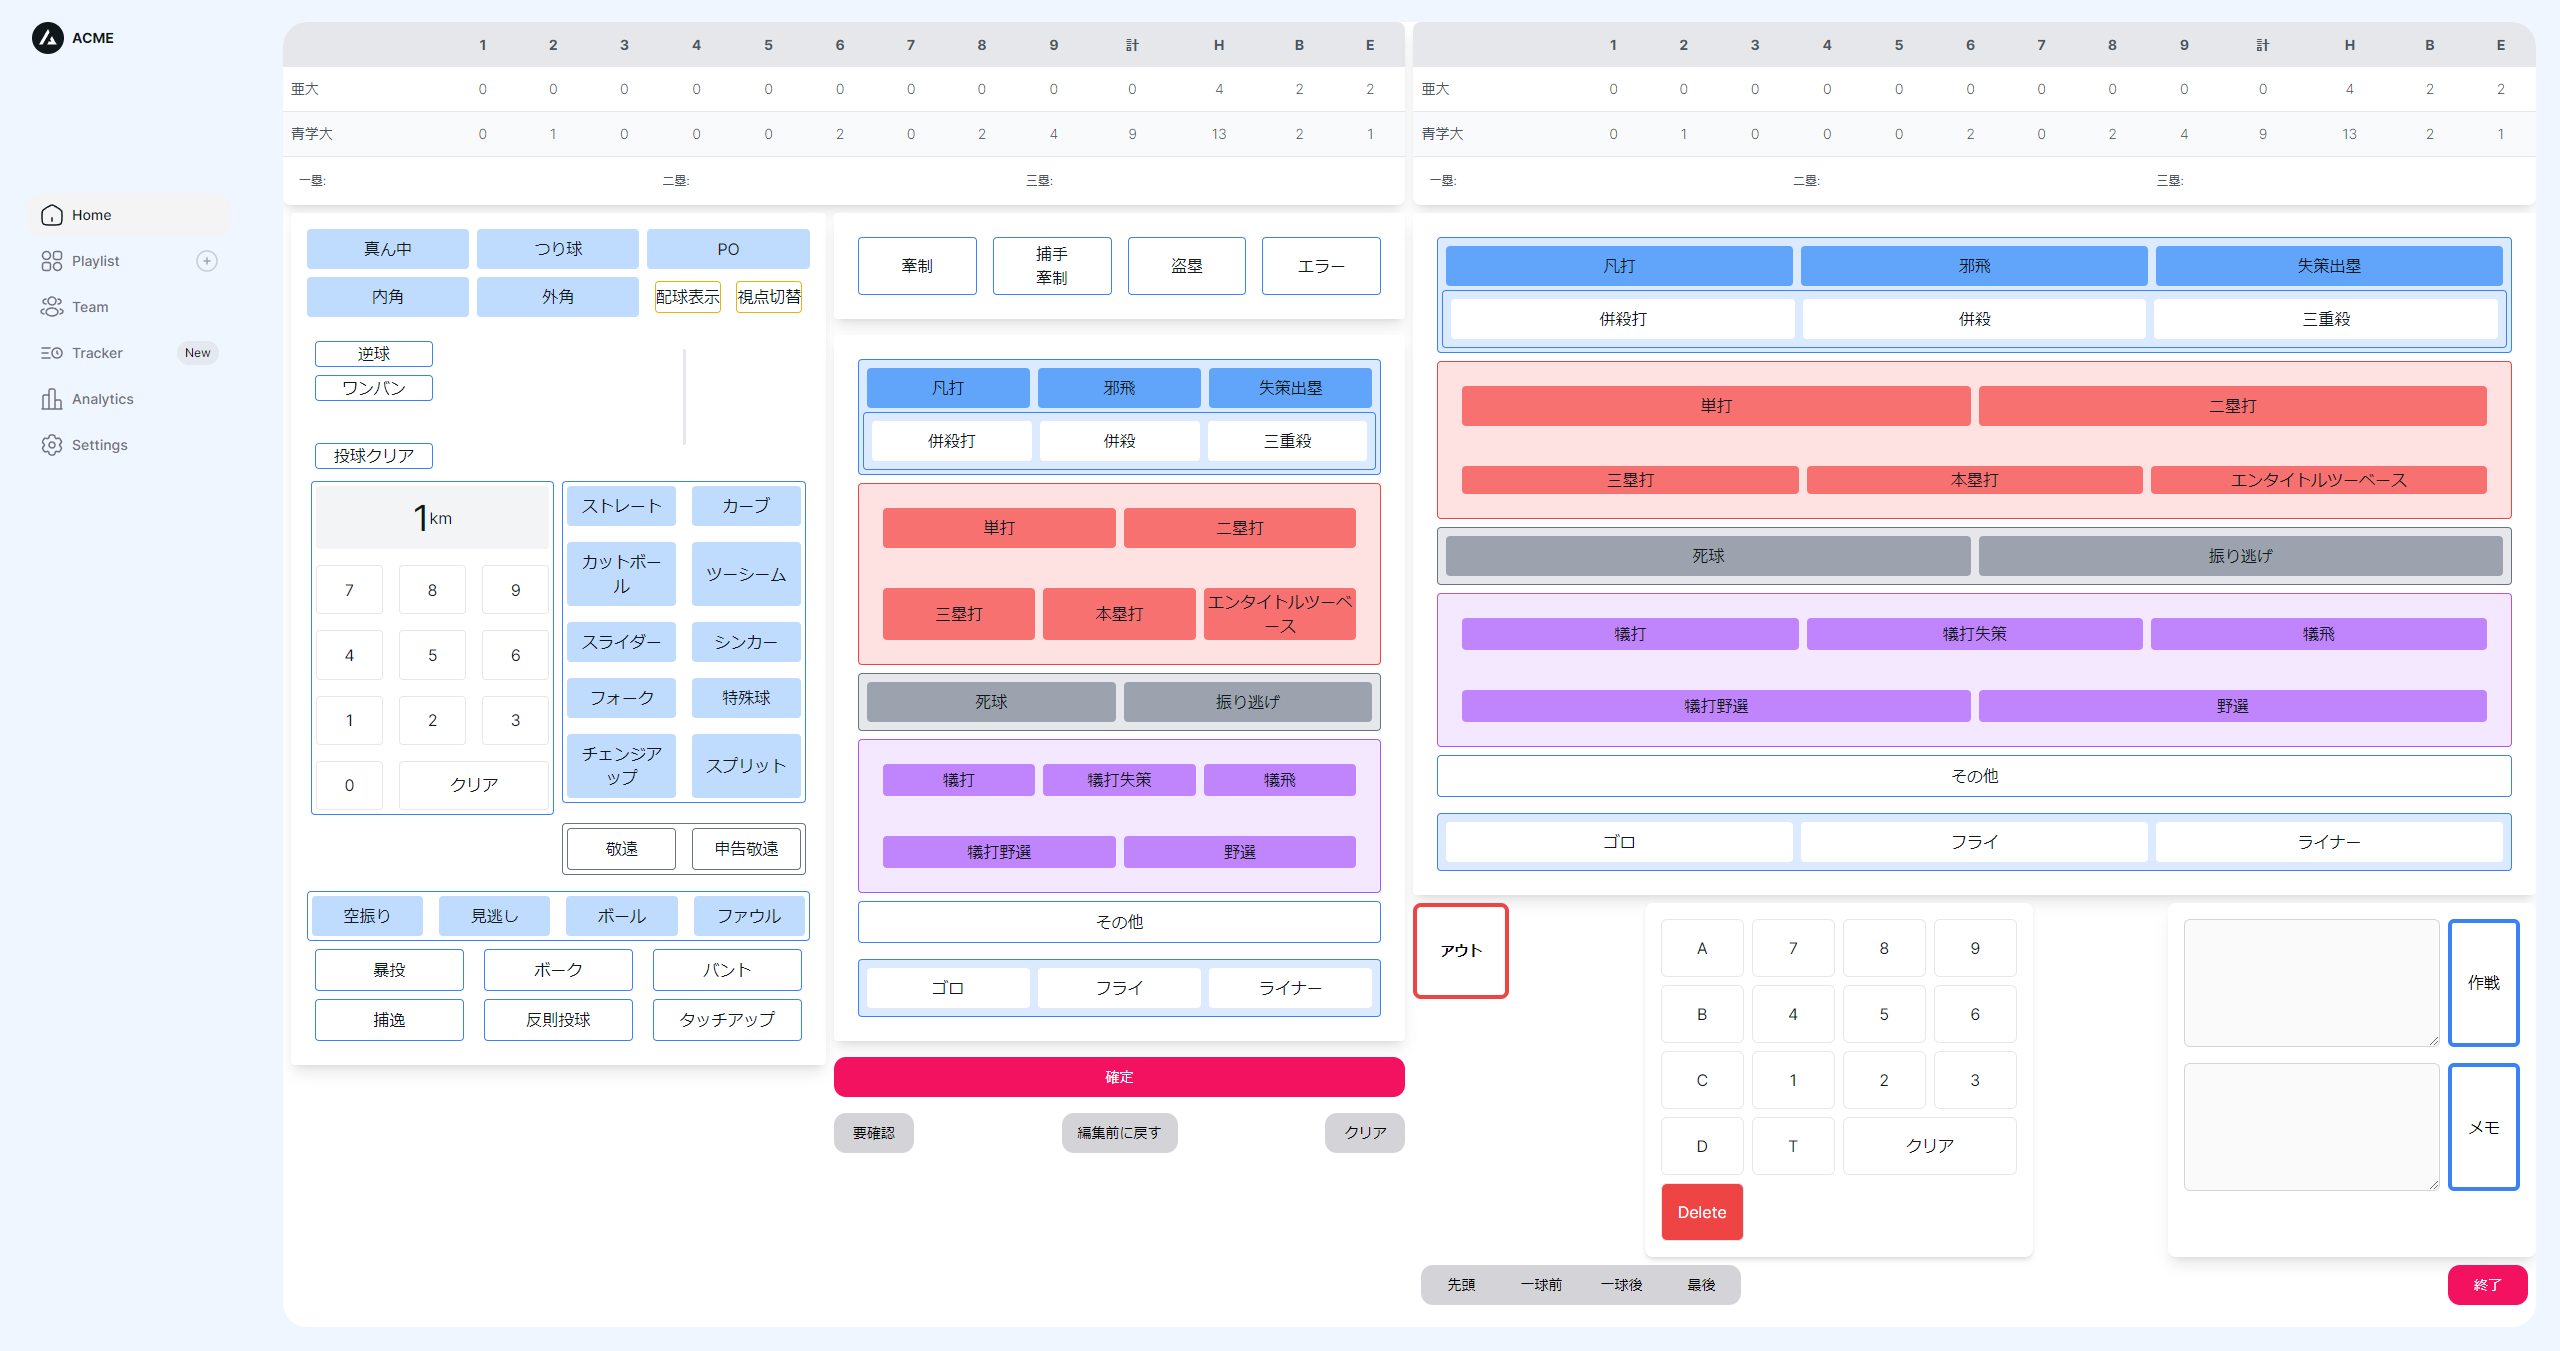 ACME
Home
Playlist
Team
Tracker New
Analytics
Settings
1 2 3 4 5 6 7 8 9 計 H B E
亜大 0 0 0 0 0 0 0 0 0 0 4 2 2
青学大 0 1 0 0 0 2 0 2 4 9 13 2 1
一塁: 二塁: 三塁:
真ん中 つり球 PO
内角 外角 配球表示 視点切替
逆球
ワンバン
投球クリア
1km
7 8 9
4 5 6
1 2 3
0 クリア
ストレート カーブ
カットボー
ル
ツーシーム
スライダー シンカー
フォーク 特殊球
チェンジア
ップ
スプリット
敬遠 申告敬遠
空振り 見逃し ボール ファウル
暴投 ボーク バント
捕逸 反則投球 タッチアップ
牽制
捕手
牽制
盗塁 エラー
凡打 邪飛 失策出塁
併殺打 併殺 三重殺
単打 二塁打
三塁打 本塁打
エンタイトルツーベ
ース
死球 振り逃げ
犠打 犠打失策 犠飛
犠打野選 野選
その他
ゴロ フライ ライナー
確定
要確認 編集前に戻す クリア
1 2 3 4 5 6 7 8 9 計 H B E
亜大 0 0 0 0 0 0 0 0 0 0 4 2 2
青学大 0 1 0 0 0 2 0 2 4 9 13 2 1
一塁: 二塁: 三塁:
凡打 邪飛 失策出塁
併殺打 併殺 三重殺
単打 二塁打
三塁打 本塁打 エンタイトルツーベース
死球 振り逃げ
犠打 犠打失策 犠飛
犠打野選 野選
その他
ゴロ フライ ライナー
アウト
A 7 8 9
B 4 5 6
C 1 2 3
D T クリア
Delete
作戦
メモ
先頭 一球前 一球後 最後
終了